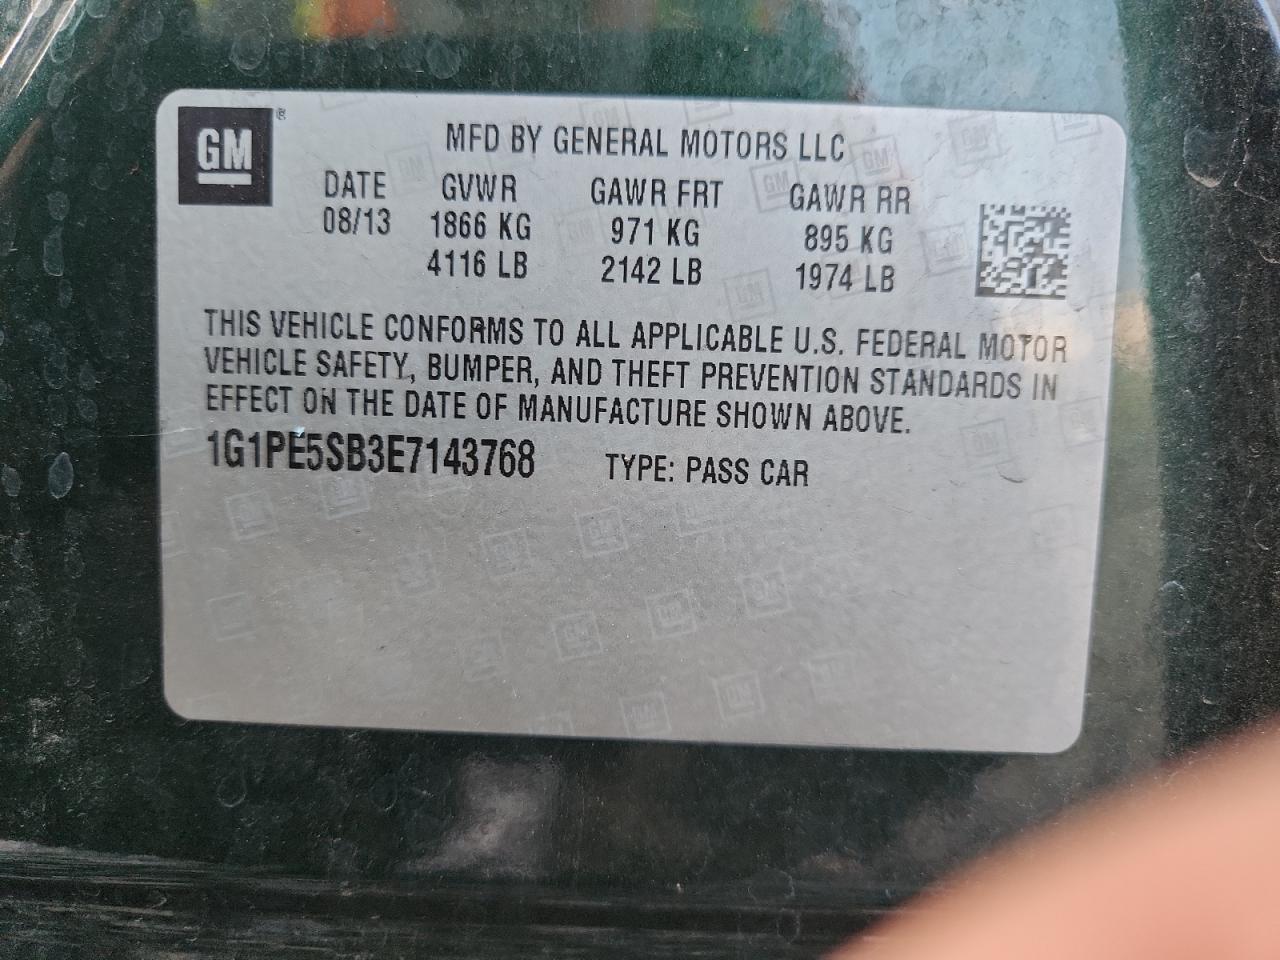 GM ®
MFD BY GENERAL MOTORS LLC
DATE GVWR GAWR FRT GAWR RR
08/13 1866 KG 971 KG 895 KG
4116 LB 2142 LB 1974 LB
THIS VEHICLE CONFORMS TO ALL APPLICABLE U.S. FEDERAL MOTOR
VEHICLE SAFETY, BUMPER, AND THEFT PREVENTION STANDARDS IN
EFFECT ON THE DATE OF MANUFACTURE SHOWN ABOVE.
1G1PE5SB3E7143768 TYPE: PASS CAR